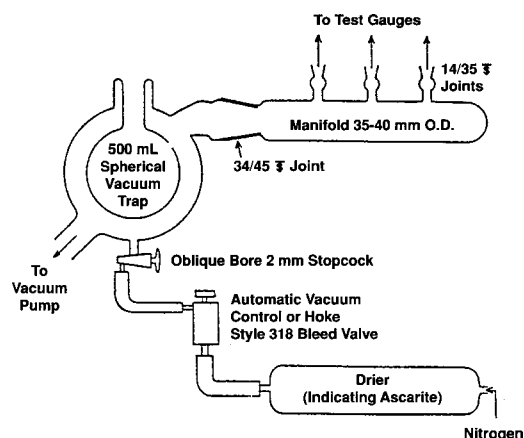 To Test Gauges
14/35 ⚎
Joints
Manifold 35-40 mm O.D.
500 mL
Spherical
Vacuum
Trap
34/45 ⚎ Joint
To
Vacuum
Pump
Oblique Bore 2 mm Stopcock
Automatic Vacuum
Control or Hoke
Style 318 Bleed Valve
Drier
(Indicating Ascarite)
Nitrogen